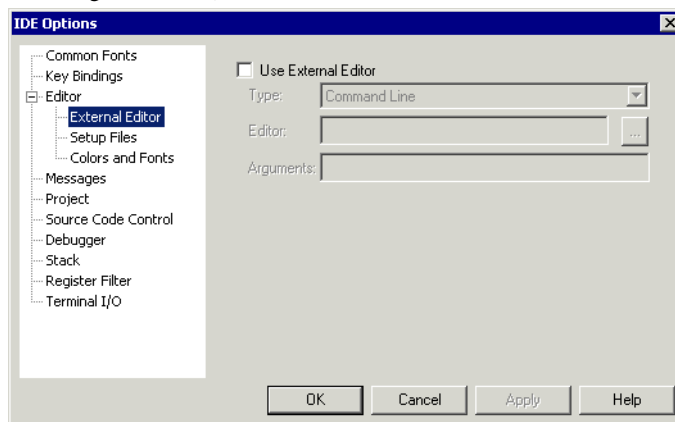 IDE Options
Common Fonts
Key Bindings
Editor
External Editor
Setup Files
Colors and Fonts
Messages
Project
Source Code Control
Debugger
Stack
Register Filter
Terminal I/O
Use External Editor
Type: Command Line
Editor: ...
Arguments:
OK Cancel Apply Help